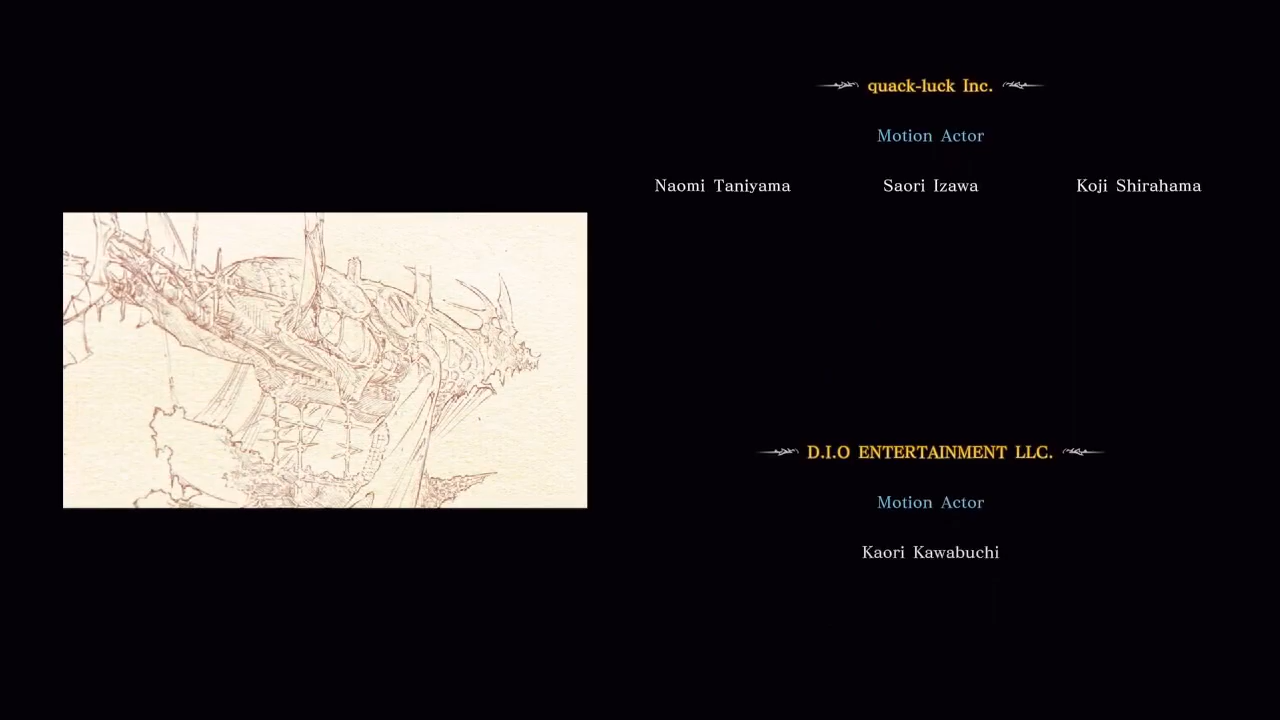 quack-luck Inc.
Motion Actor
Naomi Taniyama Saori Izawa Koji Shirahama
D.I.O ENTERTAINMENT LLC.
Motion Actor
Kaori Kawabuchi